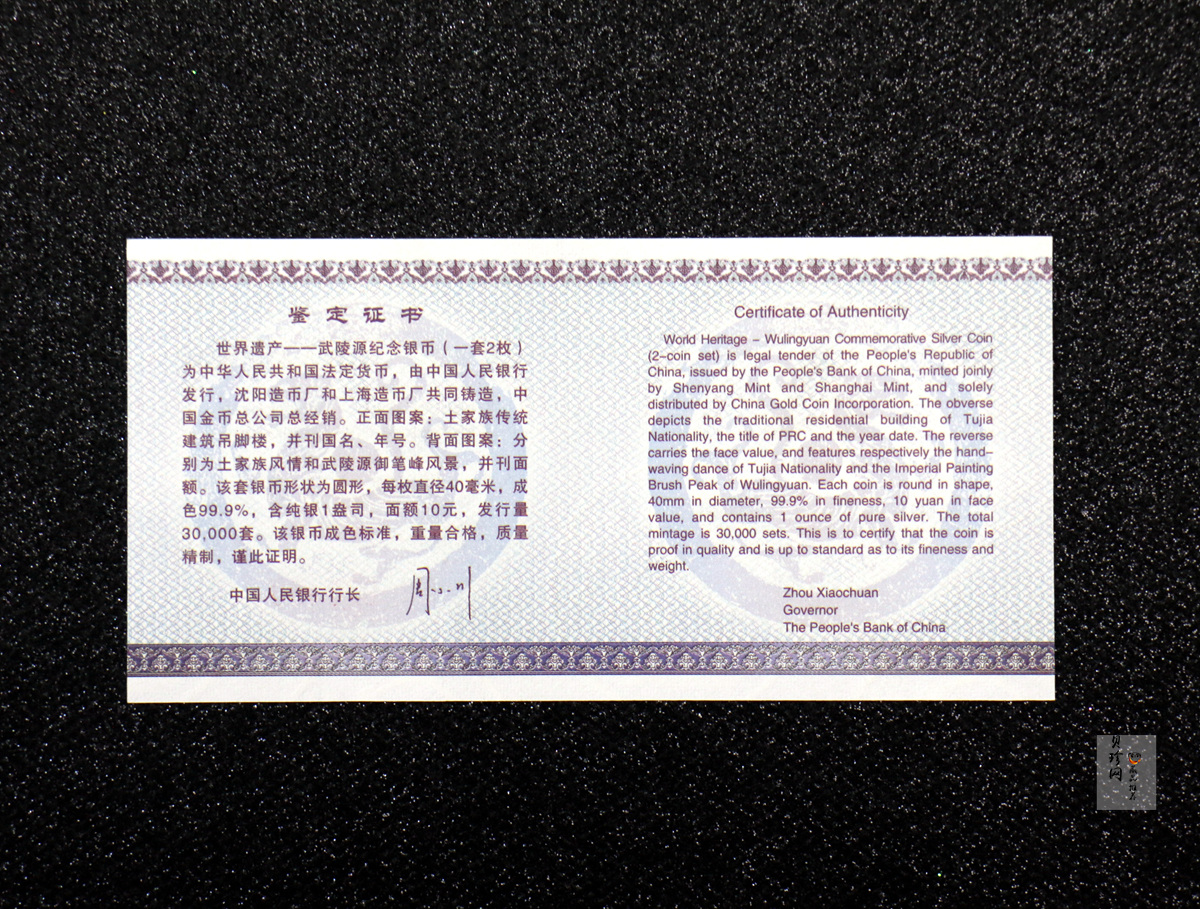 鉴定证书
世界遗产——武陵源纪念银币（一套2枚）
为中华人民共和国法定货币，由中国人民银行
发行，沈阳造币厂和上海造币厂共同铸造，中
国金币总公司总经销。正面图案：土家族传统
建筑吊脚楼，并刊国名、年号。背面图案：分
别为土家族风情和武陵源御笔峰风景，并刊面
额。该套银币形状为圆形，每枚直径40毫米，成
色99.9%，含纯银1盎司，面额10元，发行量
30,000套。该银币成色标准，重量合格，质量
精制，谨此证明。
中国人民银行行长 周小川
Certificate of Authenticity
World Heritage – Wulingyuan Commemorative Silver Coin
(2–coin set) is legal tender of the People's Republic of
China, issued by the People's Bank of China, minted joinly
by Shenyang Mint and Shanghai Mint, and solely
distributed by China Gold Coin Incorporation. The obverse
depicts the traditional residential building of Tujia
Nationality, the title of PRC and the year date. The reverse
carries the face value, and features respectively the hand–
waving dance of Tujia Nationality and the Imperial Painting
Brush Peak of Wulingyuan. Each coin is round in shape,
40mm in diameter, 99.9% in fineness, 10 yuan in face
value, and contains 1 ounce of pure silver. The total
mintage is 30,000 sets. This is to certify that the coin is
proof in quality and is up to standard as to its fineness and
weight.
Zhou Xiaochuan
Governor
The People's Bank of China
贝珍网